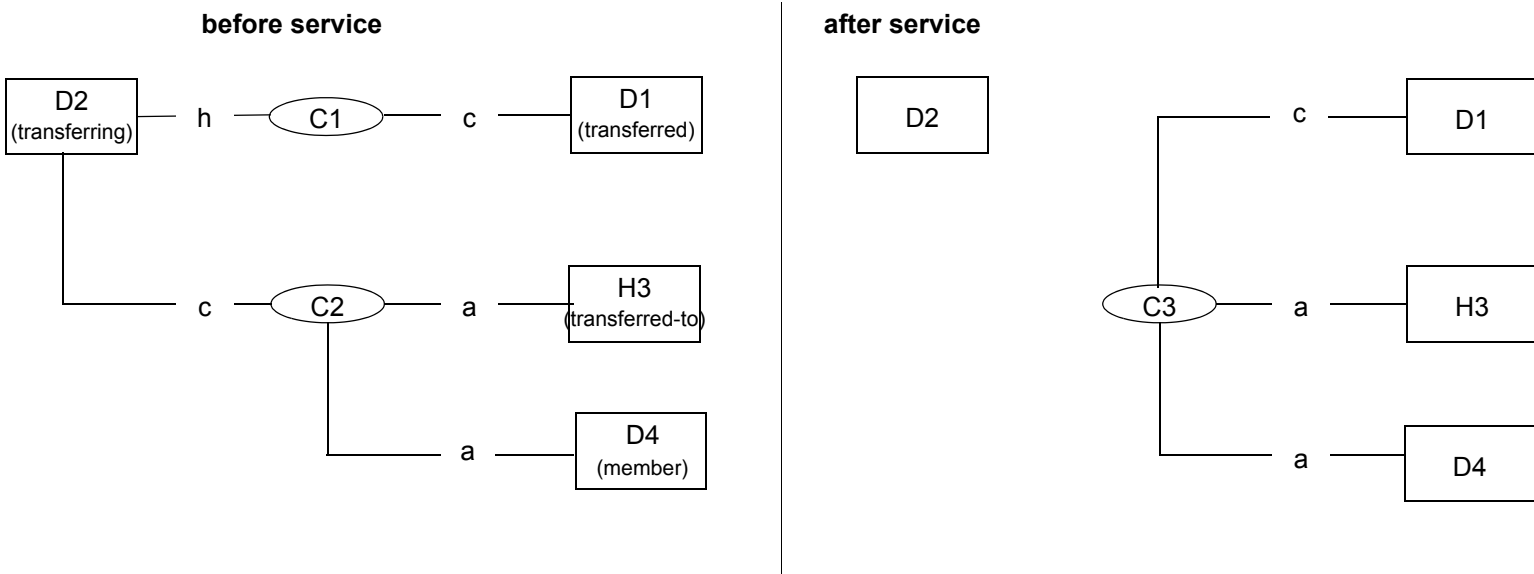 before service
D2
(transferring)
h
C1
c
D1
(transferred)
c
C2
a
H3
(transferred-to)
a
D4
(member)
after service
D2
c
D1
C3
a
H3
a
D4